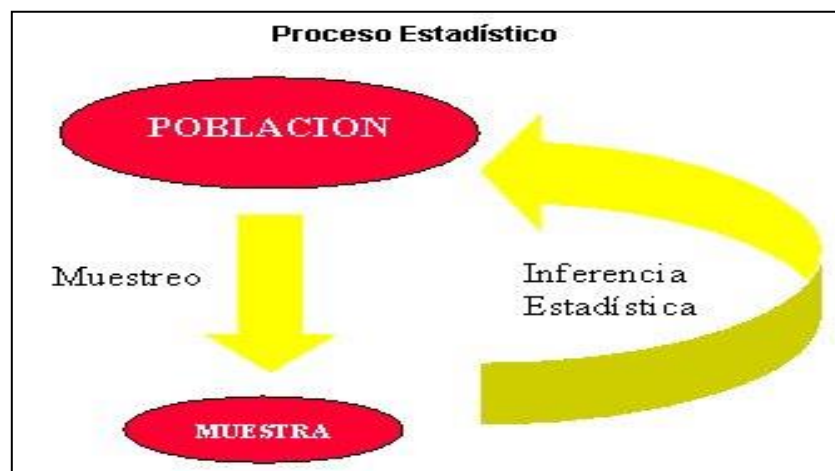 Proceso Estadístico
POBLACION
Muestreo
Inferencia
Estadística
MUESTRA